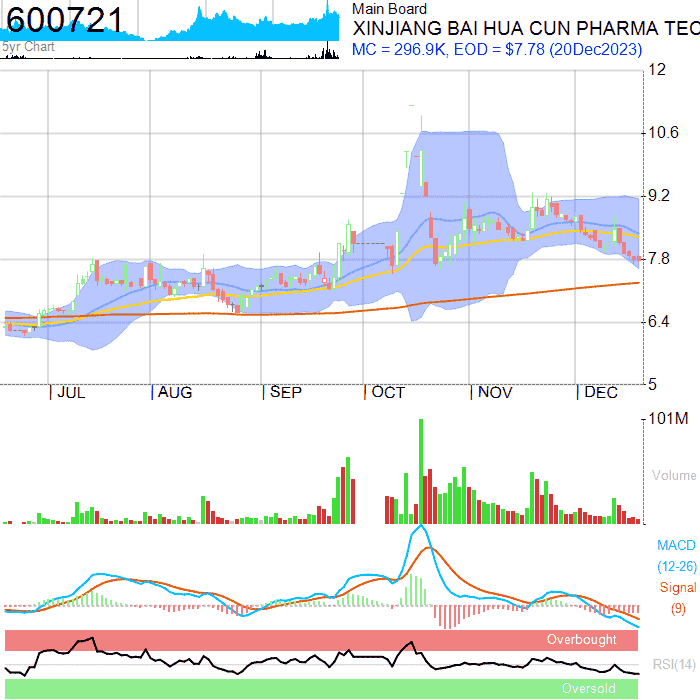 600721
5yr Chart
Main Board
XINJIANG BAI HUA CUN PHARMA TEC
MC = 296.9K, EOD = $7.78 (20Dec2023)
12
10.6
9.2
7.8
6.4
5
JUL AUG SEP OCT NOV DEC
101M
Volume
MACD
(12-26)
Signal
(9)
Overbought
RSI(14)
Oversold